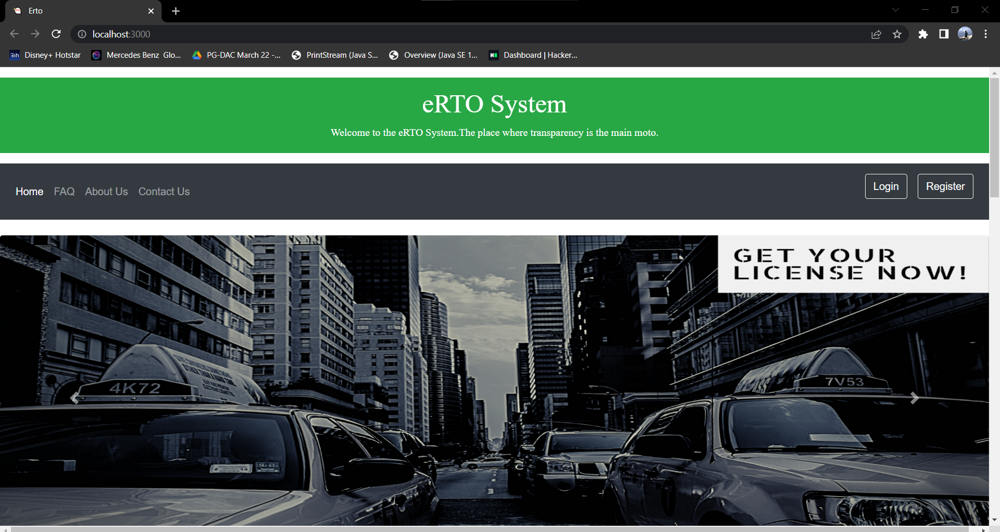 Erto
localhost:3000
Disney+ Hotstar
Mercedes Benz Glo...
PG-DAC March 22 -...
PrintStream (Java S...
Overview (Java SE 1...
Dashboard | Hacker...
eRTO System
Welcome to the eRTO System.The place where transparency is the main moto.
Home FAQ About Us Contact Us
Login Register
GET YOUR
LICENSE NOW!
4K72
7V53